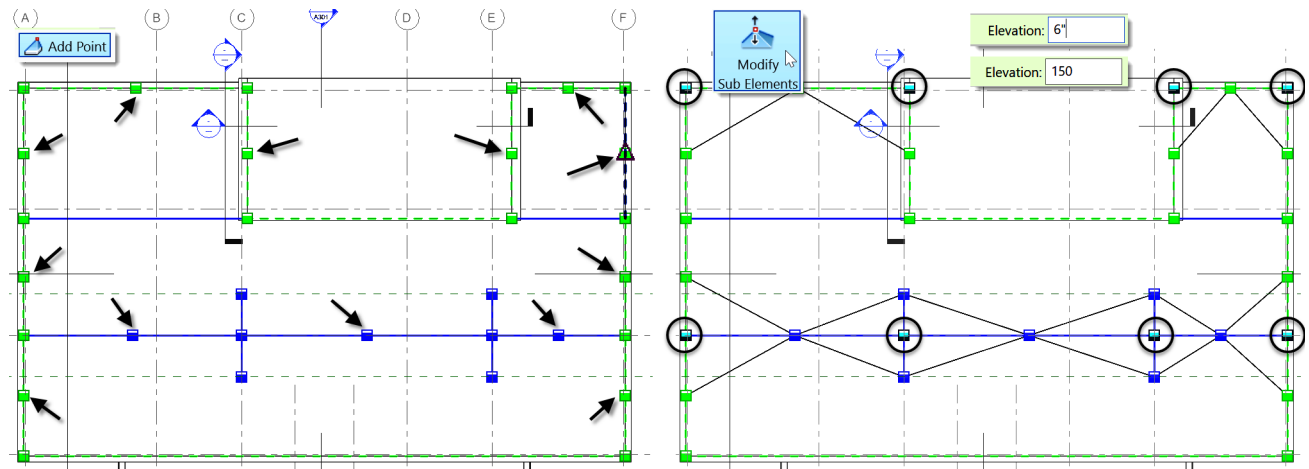 A
B
C
A301
D
E
F
Add Point
Modify
Sub Elements
Elevation: 6"
Elevation: 150